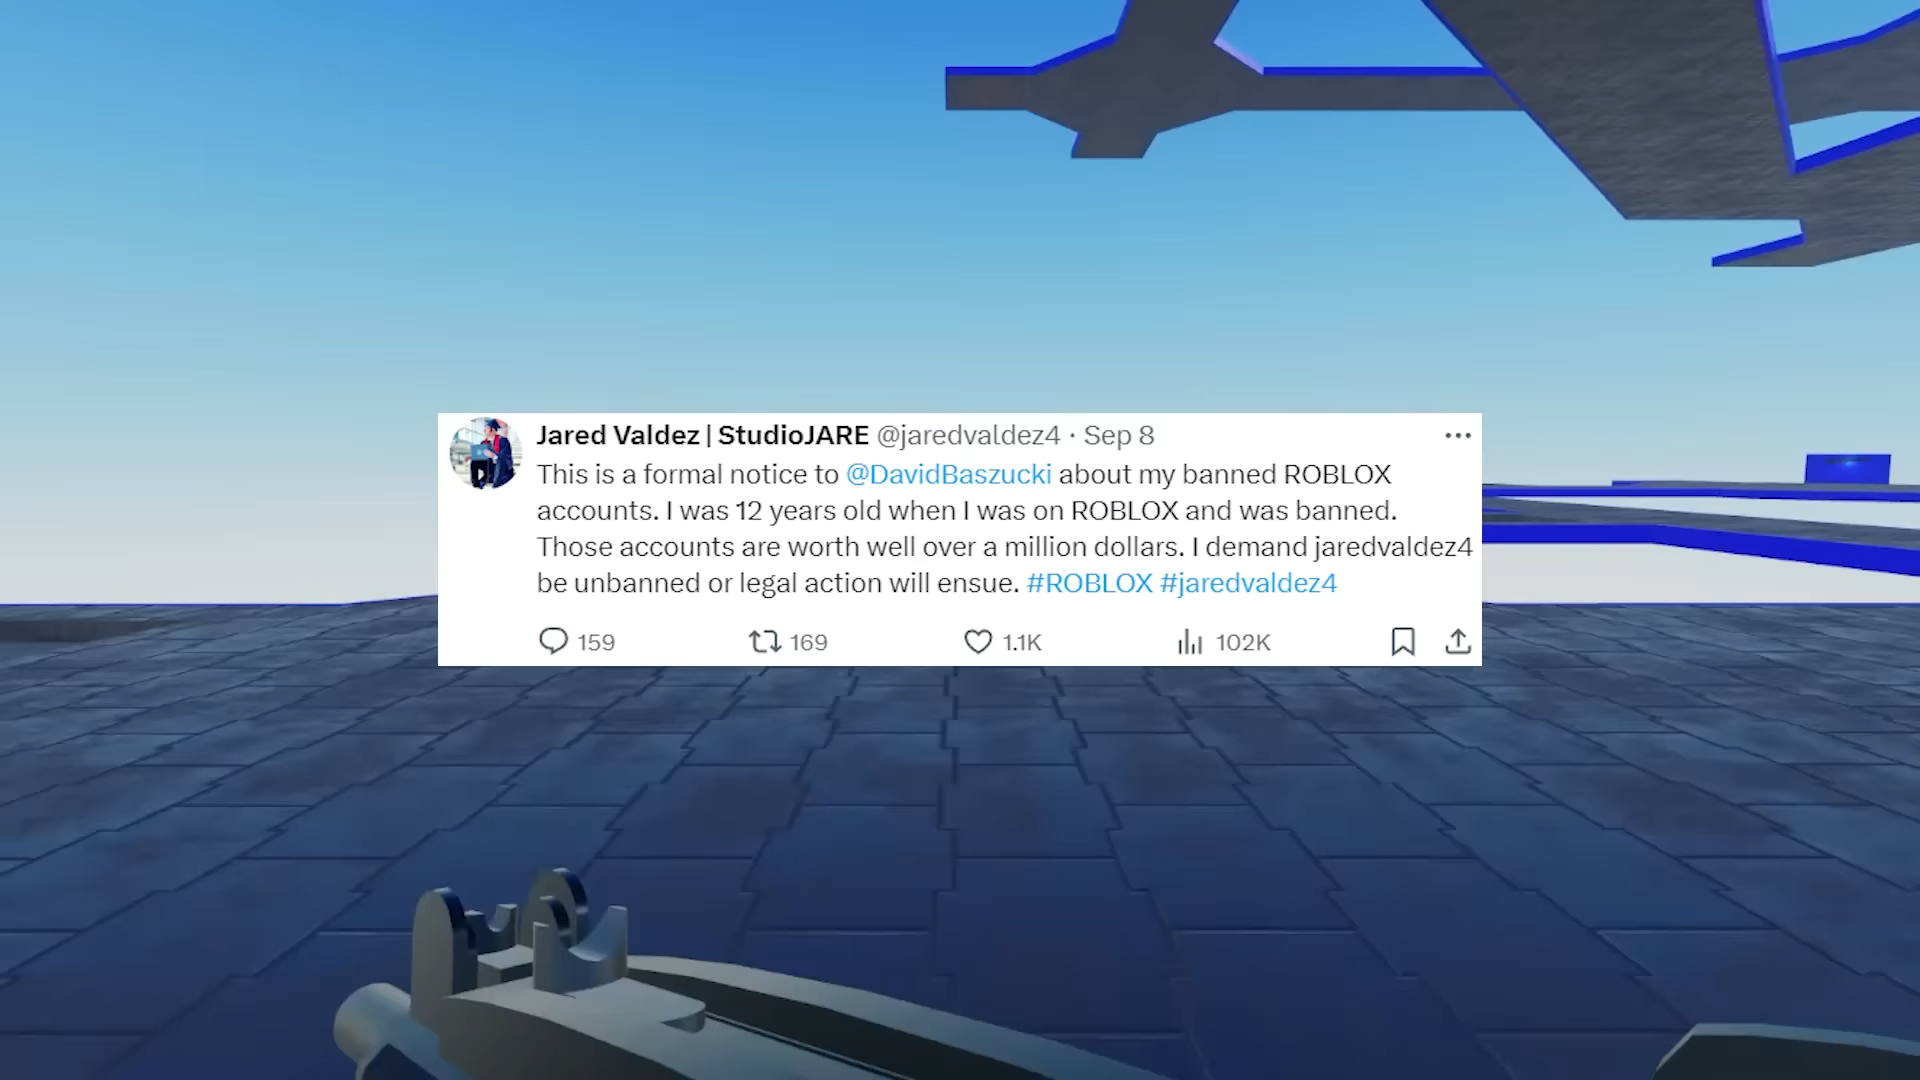 Jared Valdez | StudioJARE @jaredvaldez4 · Sep 8
This is a formal notice to @DavidBaszucki about my banned ROBLOX
accounts. I was 12 years old when I was on ROBLOX and was banned.
Those accounts are worth well over a million dollars. I demand jaredvaldez4
be unbanned or legal action will ensue. #ROBLOX #jaredvaldez4
159 169 1.1K 102K